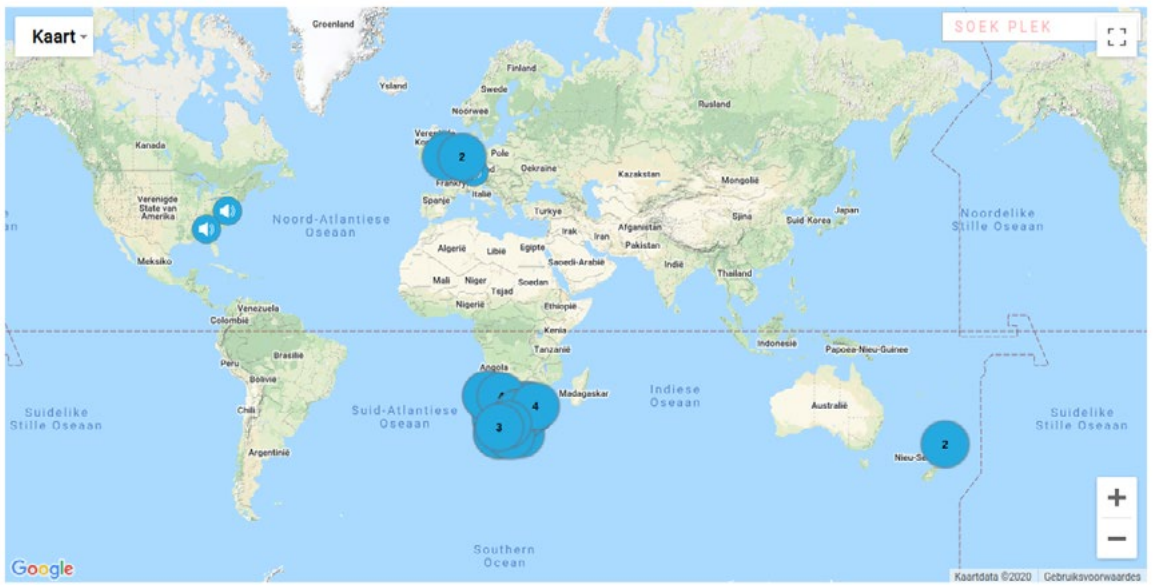 Groenland
Kaart
SOEK PLEK
Finland
Ysland
Swede
Rusland
Noorweë
Kanada
Pole
Oekraine
Kazakstan
Mongolië
2
Spanje
Italië
Turkye
Verenigde
State van
Amerika
Noord-Atlantiese
Oseaan
Sjina
Suid Korea
Japan
Noordelike
Stille Oseaan
Irak
Iran
Afganistan
Pakistan
Algerië
Libië
Egipte
Saoedi-Arabië
Indië
Thailand
Meksiko
Mali
Niger
Tsjad
Soedan
Nigerië
Ethiopië
Venezuela
Colombië
Kenia
Tanzanië
Indonesië
Papoea-Nieu-Guinee
Peru
Brasilië
Bolivië
Angola
Madagaskar
Indiese
Oseaan
Australië
4
3
Suidelike
Stille Oseaan
Chili
Suid-Atlantiese
Oseaan
Suidelike
Stille Oseaan
Argentinië
2
Southern
Ocean
Google
Kaartdata ©2020
Gebruiksvoorwaardes